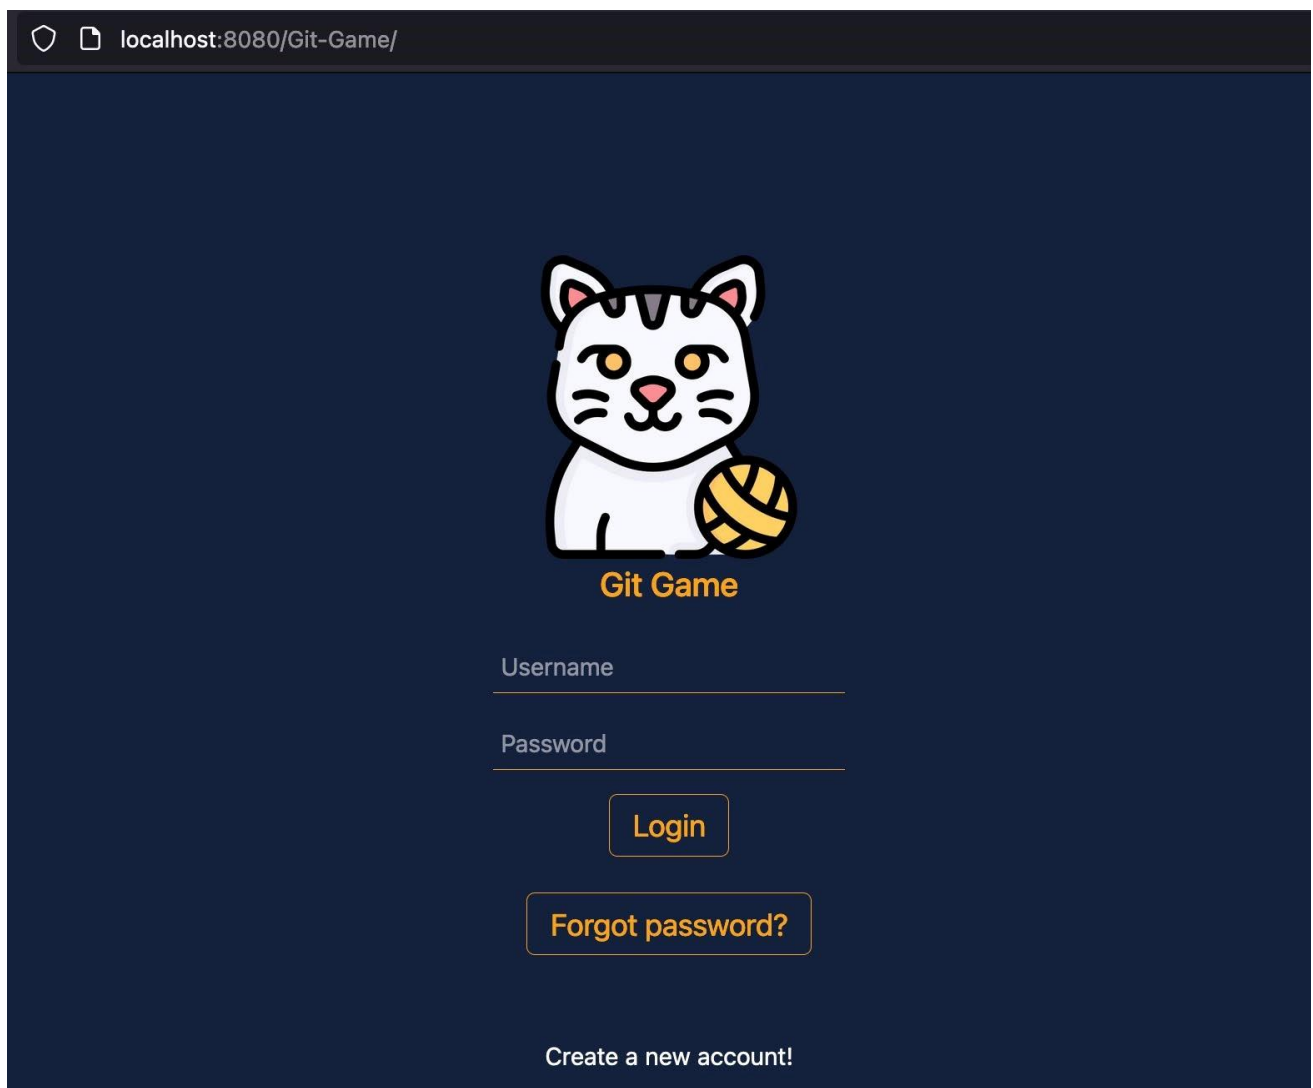 localhost:8080/Git-Game/
Git Game
Username
Password
Login
Forgot password?
Create a new account!